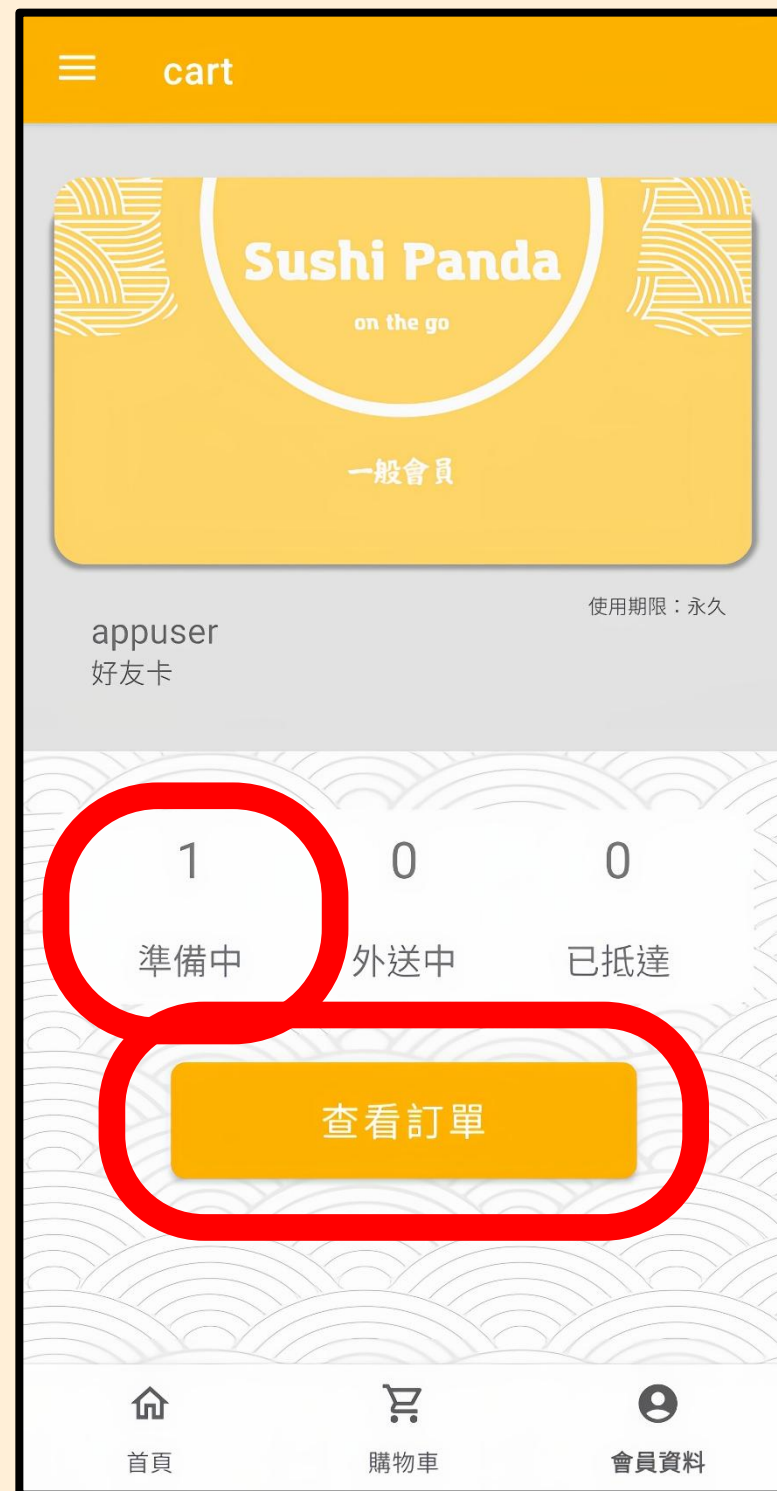 cart
Sushi Panda
on the go
一般會員
使用期限：永久
appuser
好友卡
1 0 0
準備中 外送中 已抵達
查看訂單
首頁 購物車 會員資料